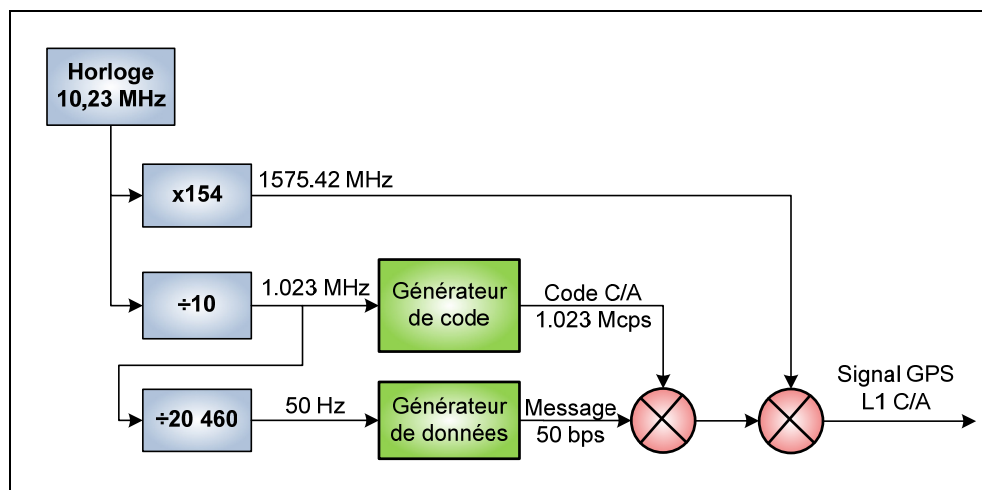 Horloge
10,23 MHz
x154
1575.42 MHz
÷10
1.023 MHz
Générateur
de code
Code C/A
1.023 Mcps
÷20 460
50 Hz
Générateur
de données
Message
50 bps
Signal GPS
L1 C/A